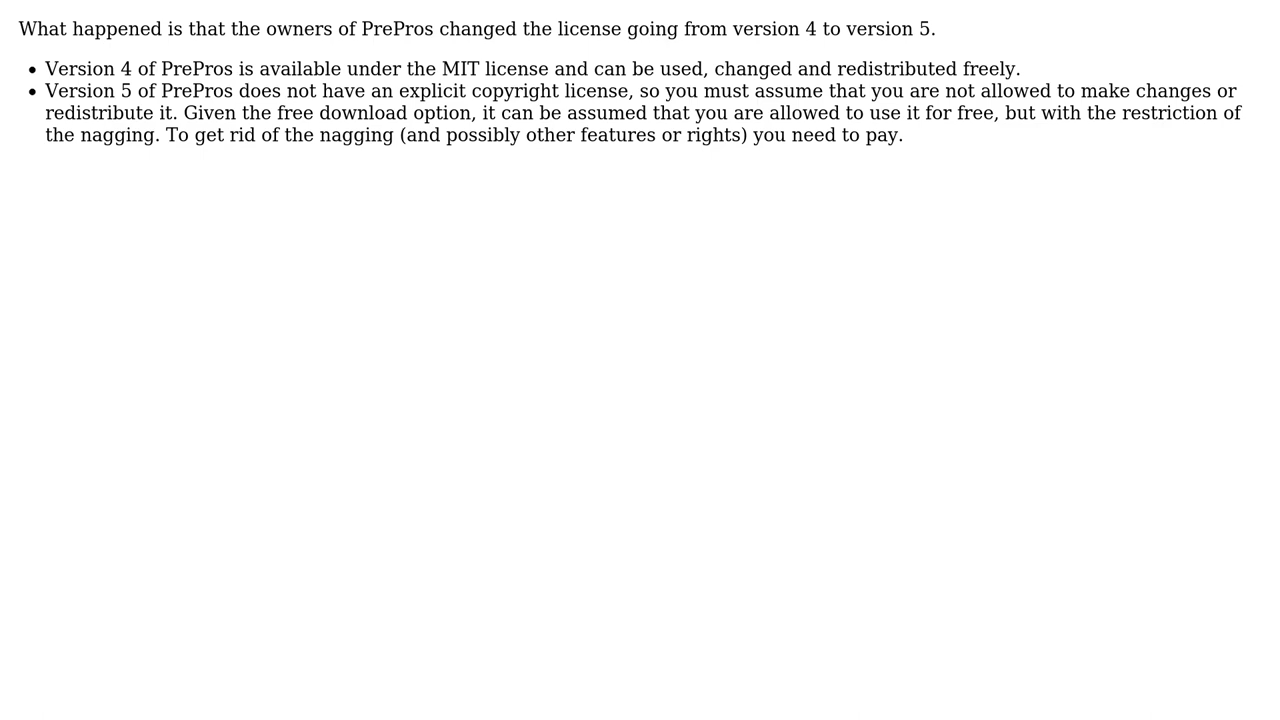 What happened is that the owners of PrePros changed the license going from version 4 to version 5.
• Version 4 of PrePros is available under the MIT license and can be used, changed and redistributed freely.
• Version 5 of PrePros does not have an explicit copyright license, so you must assume that you are not allowed to make changes or
redistribute it. Given the free download option, it can be assumed that you are allowed to use it for free, but with the restriction of
the nagging. To get rid of the nagging (and possibly other features or rights) you need to pay.